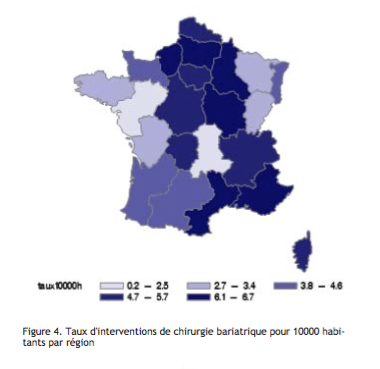 taux10000h 0.2 – 2.5 2.7 – 3.4 3.8 – 4.6
4.7 – 5.7 6.1 – 6.7
Figure 4. Taux d'interventions de chirurgie bariatrique pour 10000 habi-
tants par région